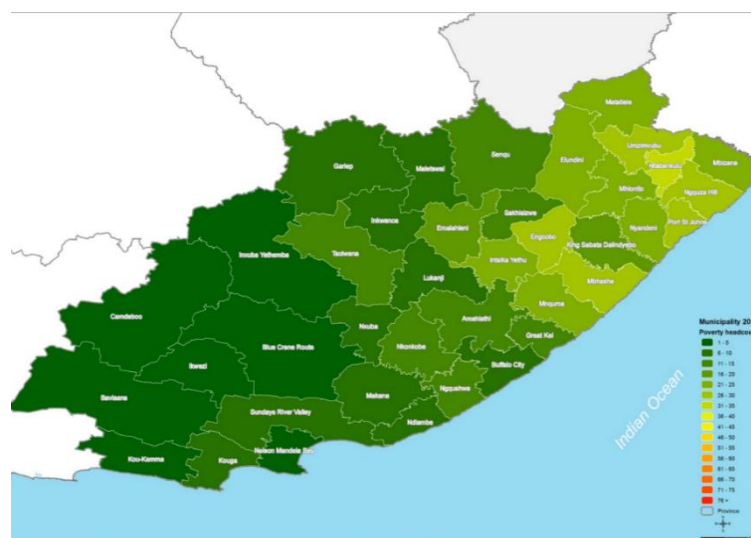 Matatiele
Umzimvubu
Ntabankulu
Mbizana
Elundini
Senqu
Maletswai
Gariep
Mhlontlo
Ngquza Hill
Port St Johns
Nyandeni
Sakhisizwe
Inkwanca
Emalahleni
Engcobo
King Sabata Dalindyebo
Tsolwana
Inxuba Yethemba
Intsika Yethu
Lukanji
Mbhashe
Mnquma
Camdeboo
Nxuba
Amahlathi
Great Kei
Blue Crane Route
Nkonkobe
Ikwezi
Buffalo City
Baviaans
Makana
Ngqushwa
Sundays River Valley
Ndlambe
Nelson Mandela Bay
Kou-Kamma
Kouga
Indian Ocean
Municipality 20
Poverty headcou
1 - 5
6 - 10
11 - 15
16 - 20
21 - 25
26 - 30
31 - 35
36 - 40
41 - 45
46 - 50
51 - 55
56 - 60
61 - 65
66 - 70
71 - 75
76 +
Province